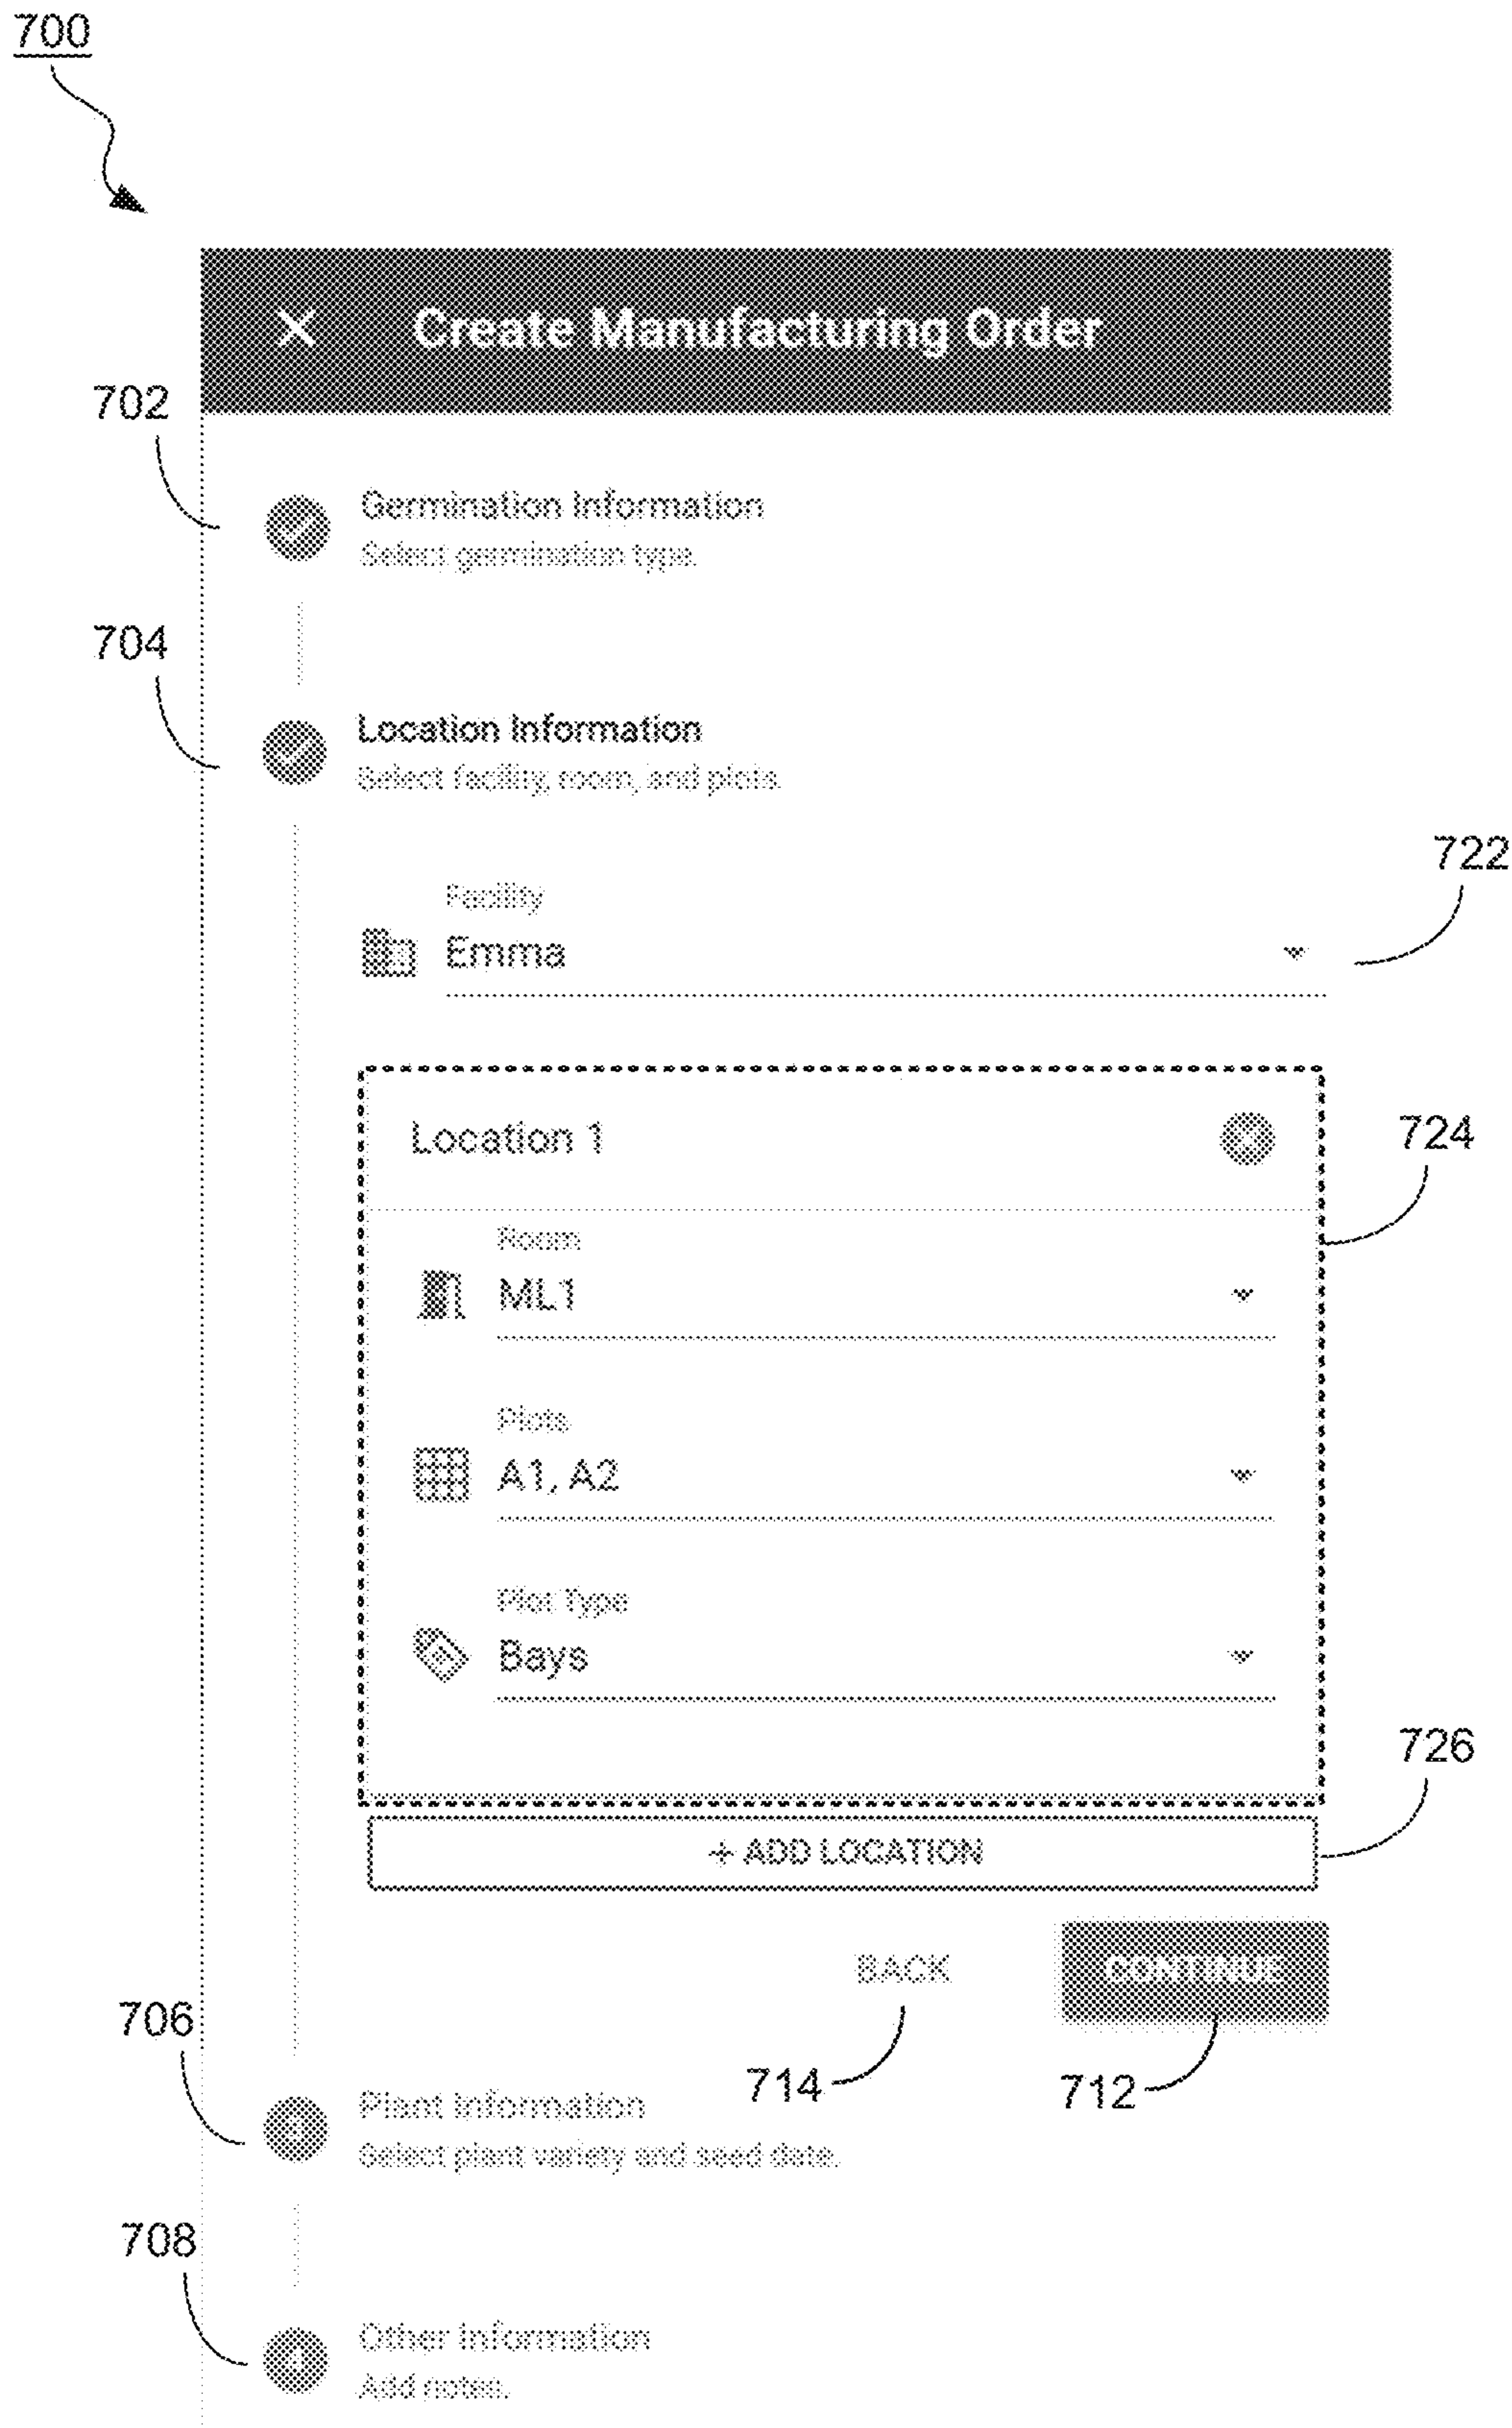 700
Create Manufacturing Order
702
Germination Information
Select germination type.
704
Location Information
Select facility, room, and plots.
722
Facility
Emma
Location 1
724
Room
ML1
Plots
A1, A2
Plot Type
Bays
726
+ ADD LOCATION
BACK
CONTINUE
706
714
712
Plant Information
Select plant variety and seed date.
708
Other Information
Add notes.